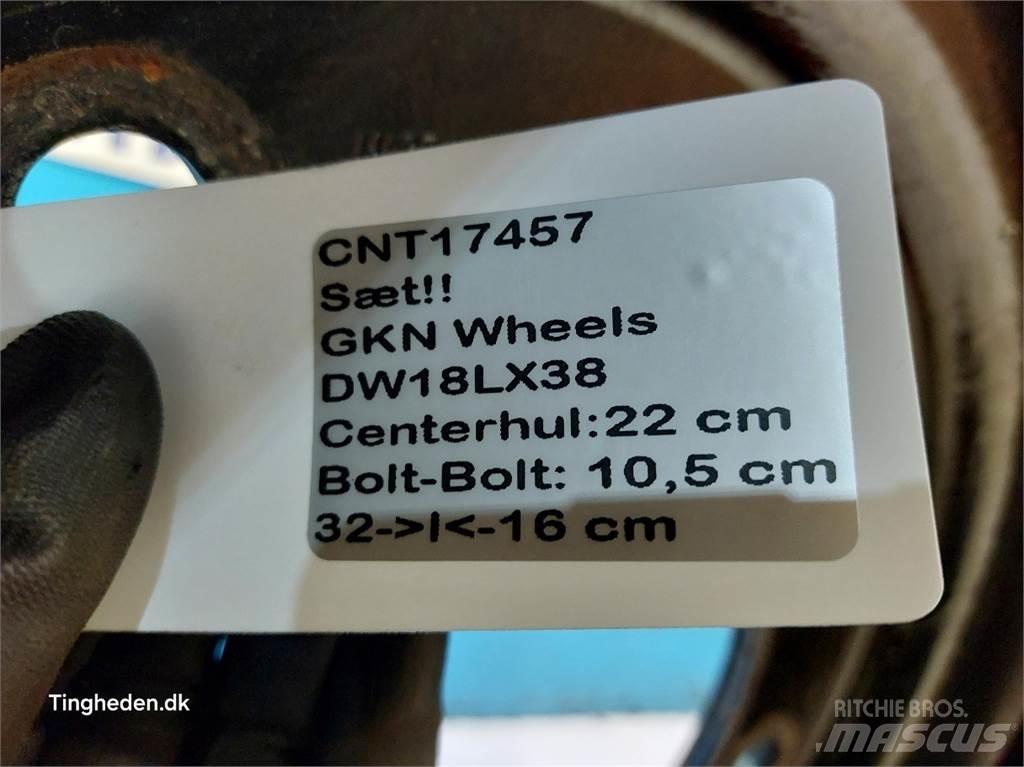 CNT17457
Sæt!!
GKN Wheels
DW18LX38
Centerhul:22 cm
Bolt-Bolt: 10,5 cm
32->I<-16 cm
Tingheden.dk
RITCHIE BROS.
MASCUS